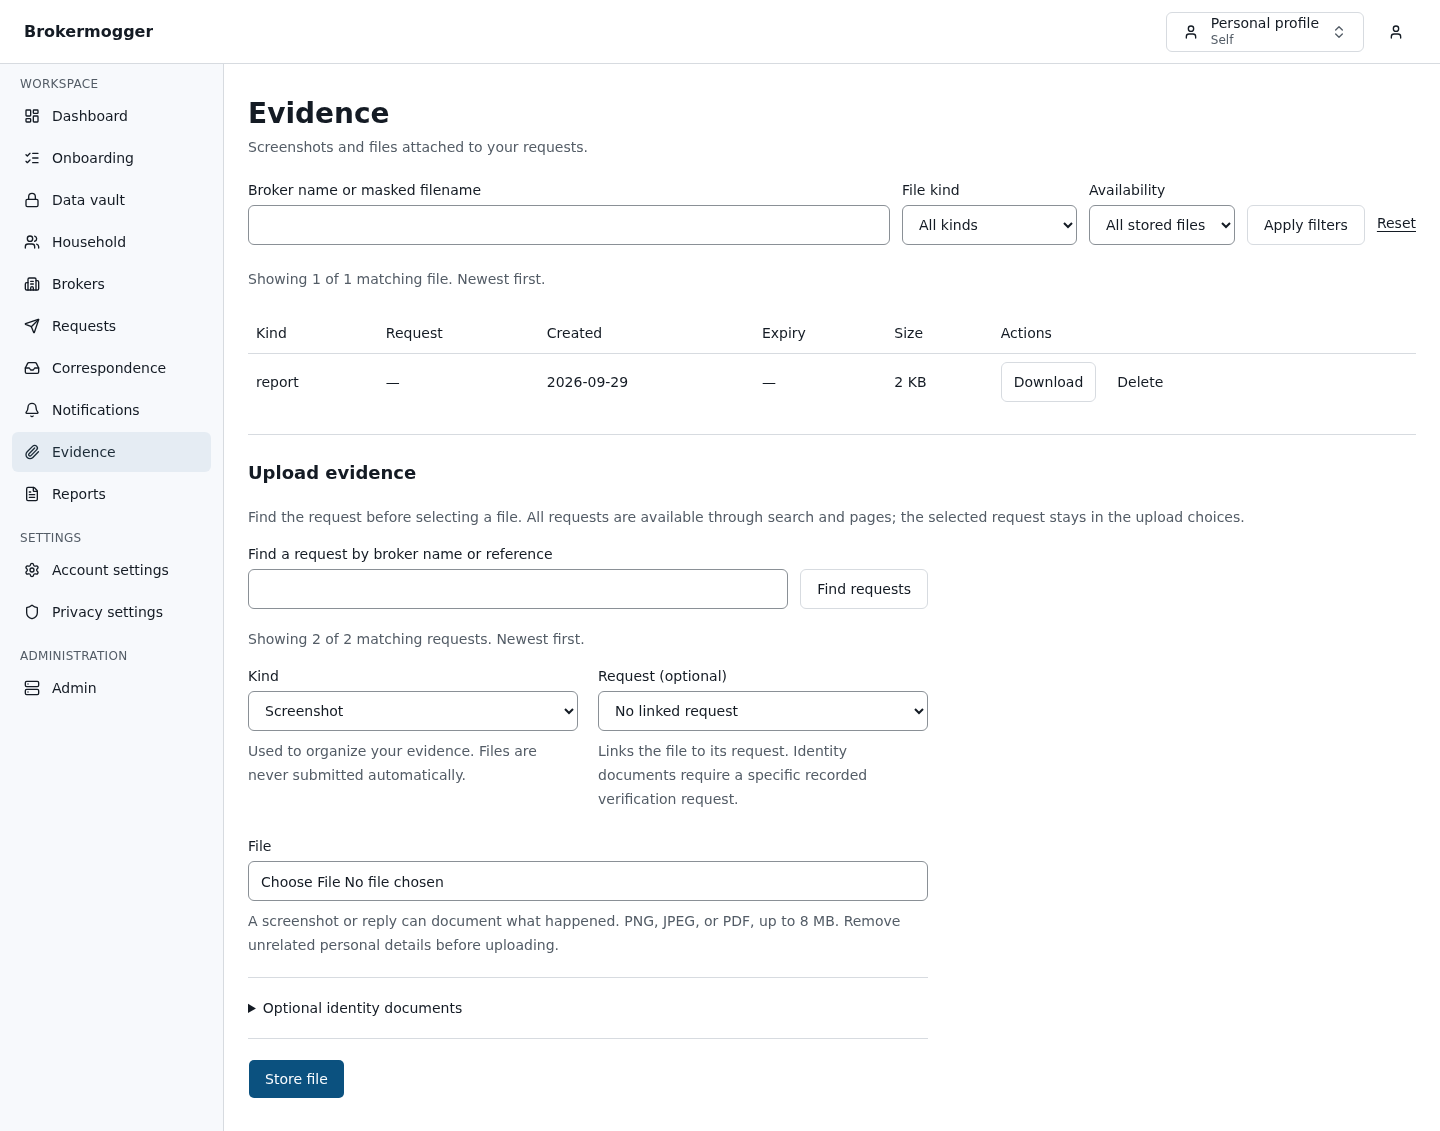 Brokermogger
Personal profile
Self
WORKSPACE
Dashboard
Onboarding
Data vault
Household
Brokers
Requests
Correspondence
Notifications
Evidence
Reports
SETTINGS
Account settings
Privacy settings
ADMINISTRATION
Admin
Evidence
Screenshots and files attached to your requests.
Broker name or masked filename
File kind
Availability
All kinds
All stored files
Apply filters
Reset
Showing 1 of 1 matching file. Newest first.
Kind Request Created Expiry Size Actions
report — 2026-09-29 — 2 KB Download Delete
Upload evidence
Find the request before selecting a file. All requests are available through search and pages; the selected request stays in the upload choices.
Find a request by broker name or reference
Find requests
Showing 2 of 2 matching requests. Newest first.
Kind
Screenshot
Used to organize your evidence. Files are
never submitted automatically.
Request (optional)
No linked request
Links the file to its request. Identity
documents require a specific recorded
verification request.
File
Choose File No file chosen
A screenshot or reply can document what happened. PNG, JPEG, or PDF, up to 8 MB. Remove
unrelated personal details before uploading.
Optional identity documents
Store file